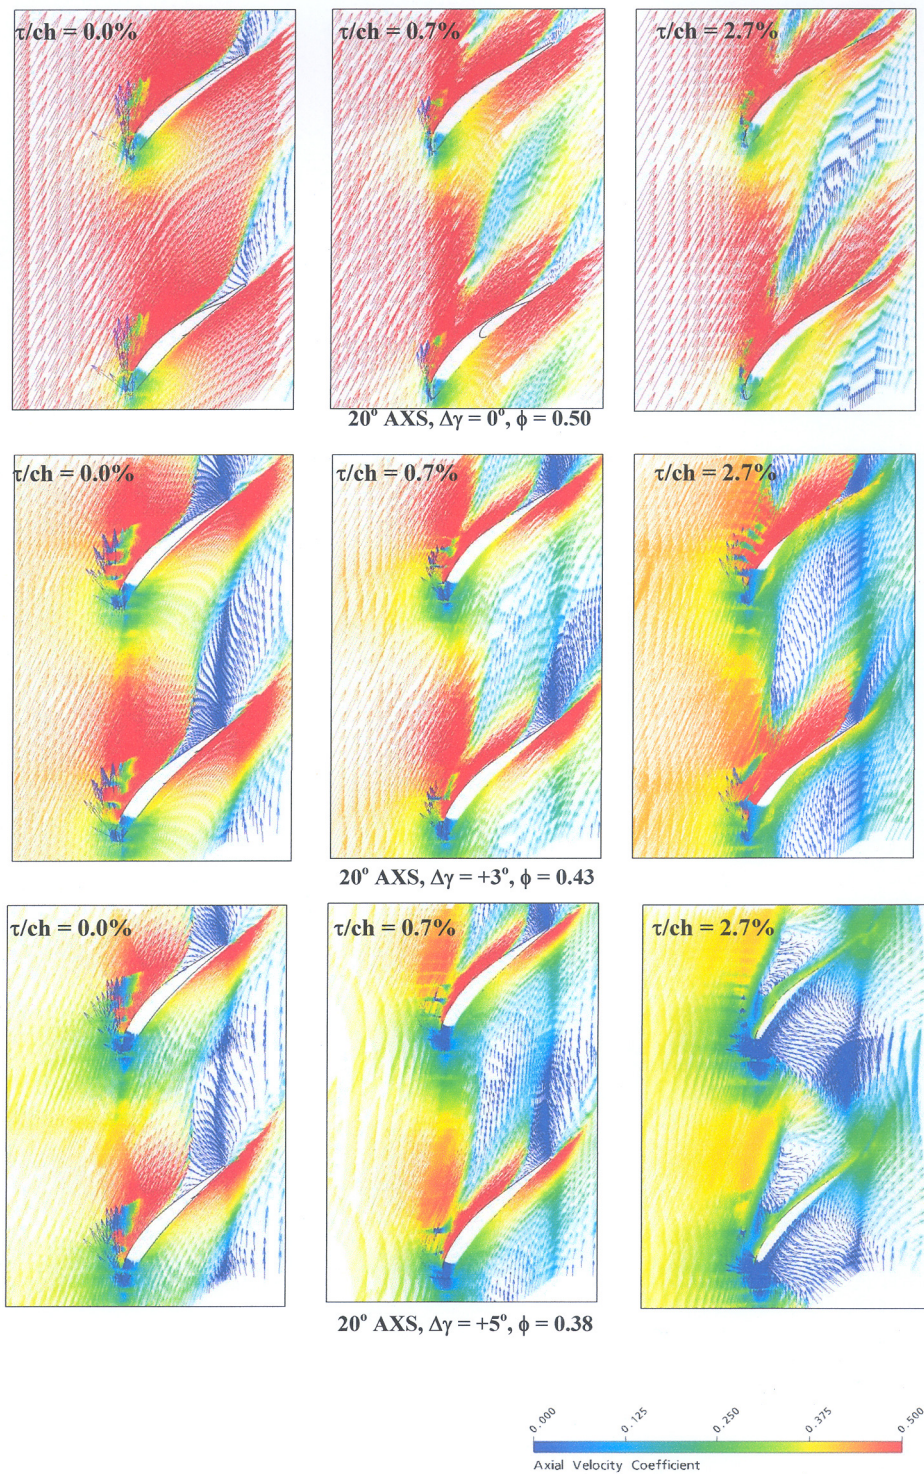 τ/ch = 0.0% τ/ch = 0.7% τ/ch = 2.7%
20° AXS, Δγ = 0°, ϕ = 0.50
τ/ch = 0.0% τ/ch = 0.7% τ/ch = 2.7%
20° AXS, Δγ = +3°, ϕ = 0.43
τ/ch = 0.0% τ/ch = 0.7% τ/ch = 2.7%
20° AXS, Δγ = +5°, ϕ = 0.38
0.000 0.125 0.250 0.375 0.500
Axial Velocity Coefficient